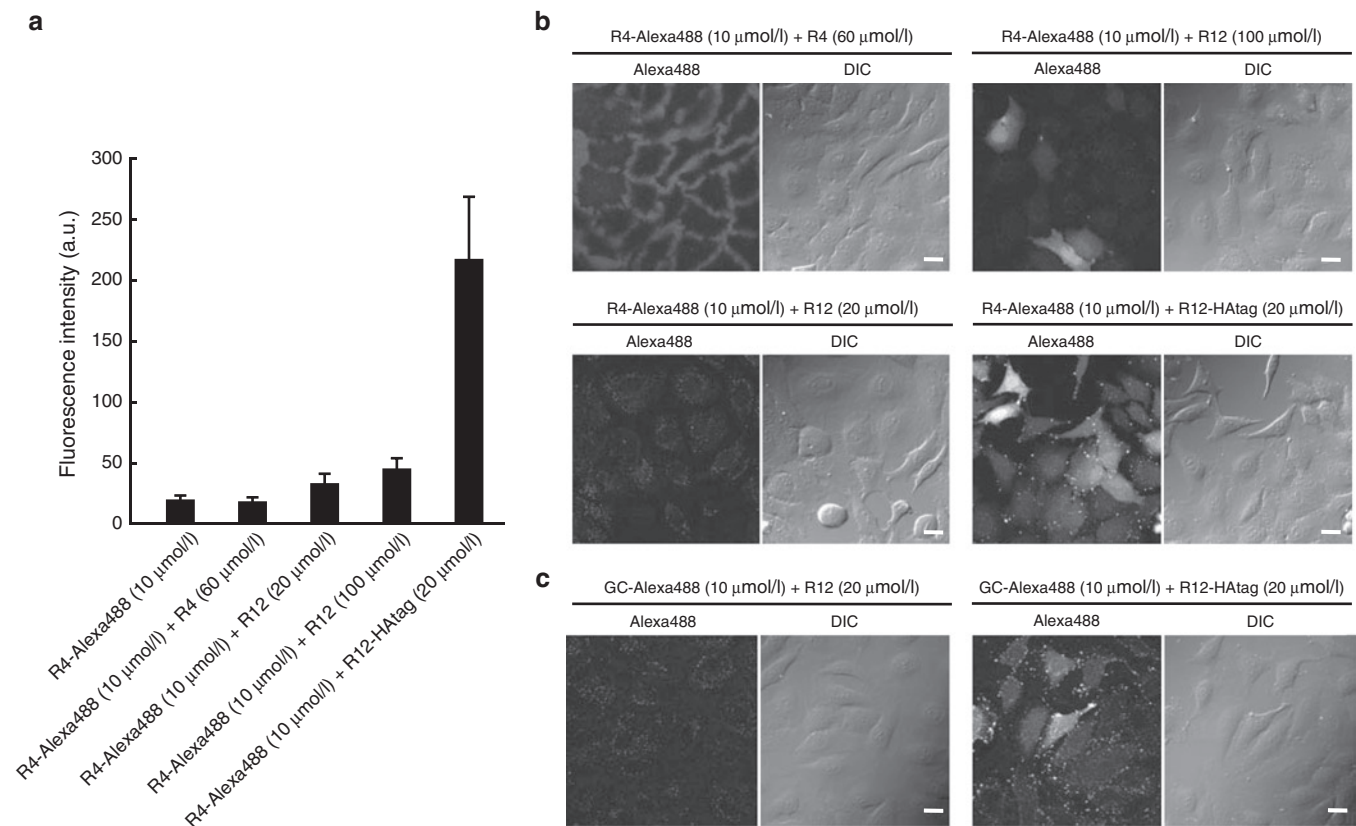 a
300
250
200
150
100
50
0
Fluorescence intensity (a.u.)
R4-Alexa488 (10 μmol/l)
R4-Alexa488 (10 μmol/l) + R4 (60 μmol/l)
R4-Alexa488 (10 μmol/l) + R12 (20 μmol/l)
R4-Alexa488 (10 μmol/l) + R12 (100 μmol/l)
R4-Alexa488 (10 μmol/l) + R12-HAtag (20 μmol/l)
b
R4-Alexa488 (10 μmol/l) + R4 (60 μmol/l)
Alexa488 DIC
R4-Alexa488 (10 μmol/l) + R12 (100 μmol/l)
Alexa488 DIC
R4-Alexa488 (10 μmol/l) + R12 (20 μmol/l)
Alexa488 DIC
R4-Alexa488 (10 μmol/l) + R12-HAtag (20 μmol/l)
Alexa488 DIC
c
GC-Alexa488 (10 μmol/l) + R12 (20 μmol/l)
Alexa488 DIC
GC-Alexa488 (10 μmol/l) + R12-HAtag (20 μmol/l)
Alexa488 DIC